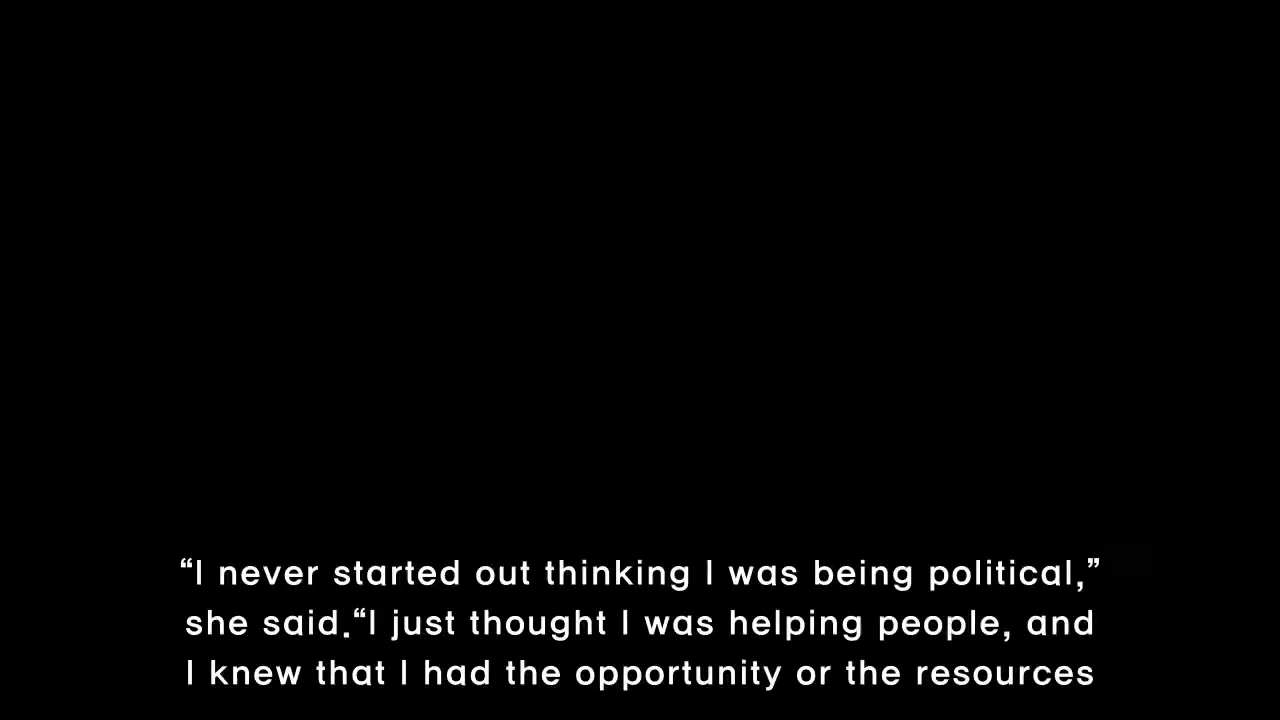 “I never started out thinking I was being political,”
she said.“I just thought I was helping people, and
I knew that I had the opportunity or the resources